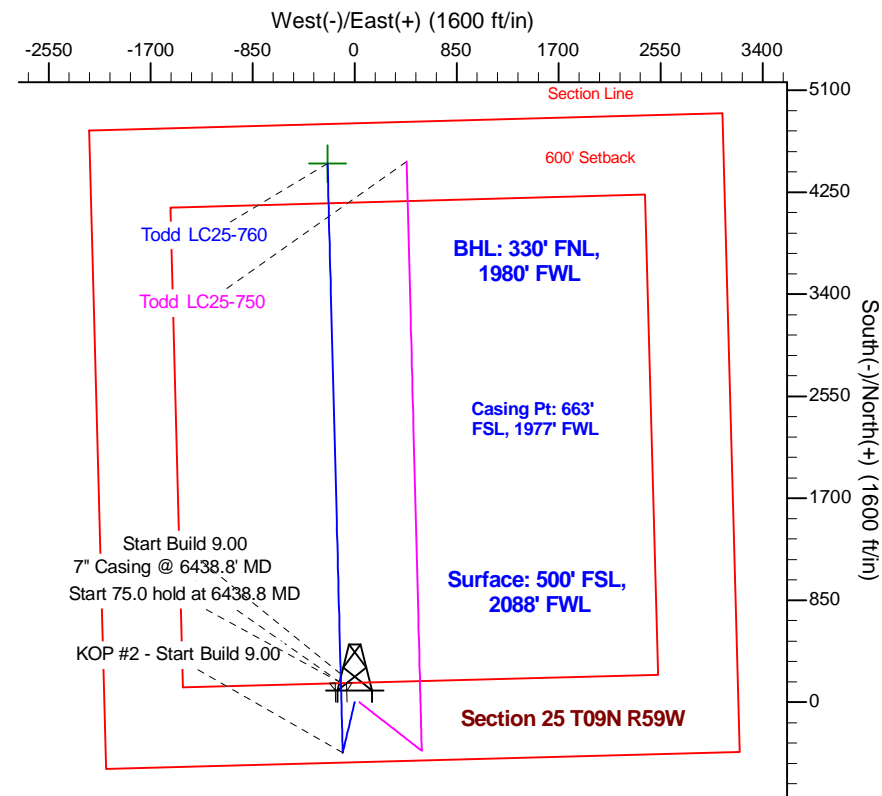 West(-)/East(+) (1600 ft/in)
-2550 -1700 -850 0 850 1700 2550 3400
Section Line
5100
600' Setback
4250
Todd LC25-760
BHL: 330' FNL,
1980' FWL
Todd LC25-750
3400
South(-)/North(+) (1600 ft/in)
2550
Casing Pt: 663'
FSL, 1977' FWL
1700
Start Build 9.00
7" Casing @ 6438.8' MD
Start 75.0 hold at 6438.8 MD
Surface: 500' FSL,
2088' FWL
850
KOP #2 - Start Build 9.00
0
Section 25 T09N R59W